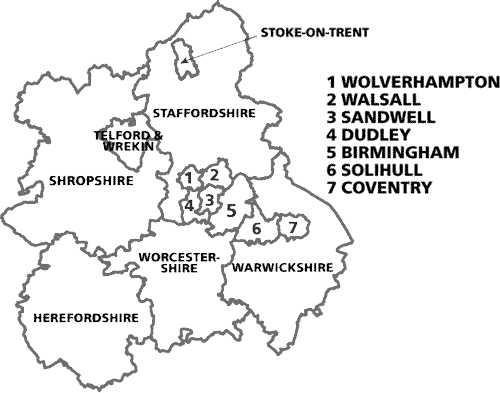 STOKE-ON-TRENT
STAFFORDSHIRE
TELFORD &
WREKIN
SHROPSHIRE
1
2
3
4
5
6
7
WORCESTER-
SHIRE
WARWICKSHIRE
HEREFORDSHIRE
1 WOLVERHAMPTON
2 WALSALL
3 SANDWELL
4 DUDLEY
5 BIRMINGHAM
6 SOLIHULL
7 COVENTRY